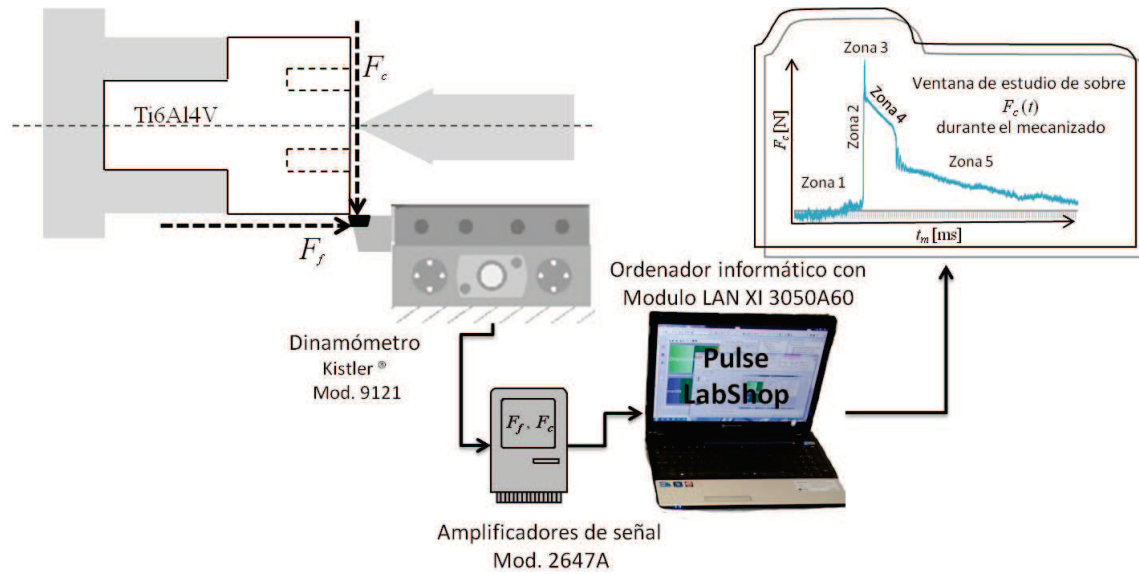 Ti6Al4V
F_c
F_f
Dinamómetro
Kistler ®
Mod. 9121
F_f , F_c
Amplificadores de señal
Mod. 2647A
Ordenador informático con
Modulo LAN XI 3050A60
Pulse
LabShop
Zona 3
Ventana de estudio de sobre
F_c (t)
durante el mecanizado
F_c [N]
Zona 2
Zona 4
Zona 1
Zona 5
t_m [ms]